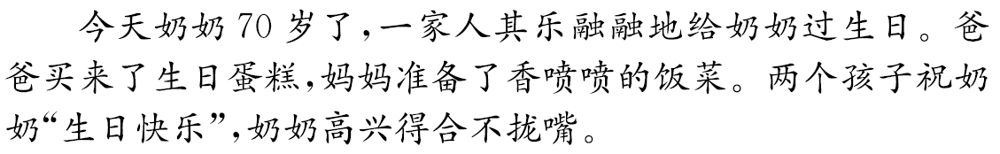 今天奶奶 70 岁了,一家人其乐融融地给奶奶过生日。爸
爸买来了生日蛋糕,妈妈准备了香喷喷的饭菜。两个孩子祝奶
奶“生日快乐”,奶奶高兴得合不拢嘴。